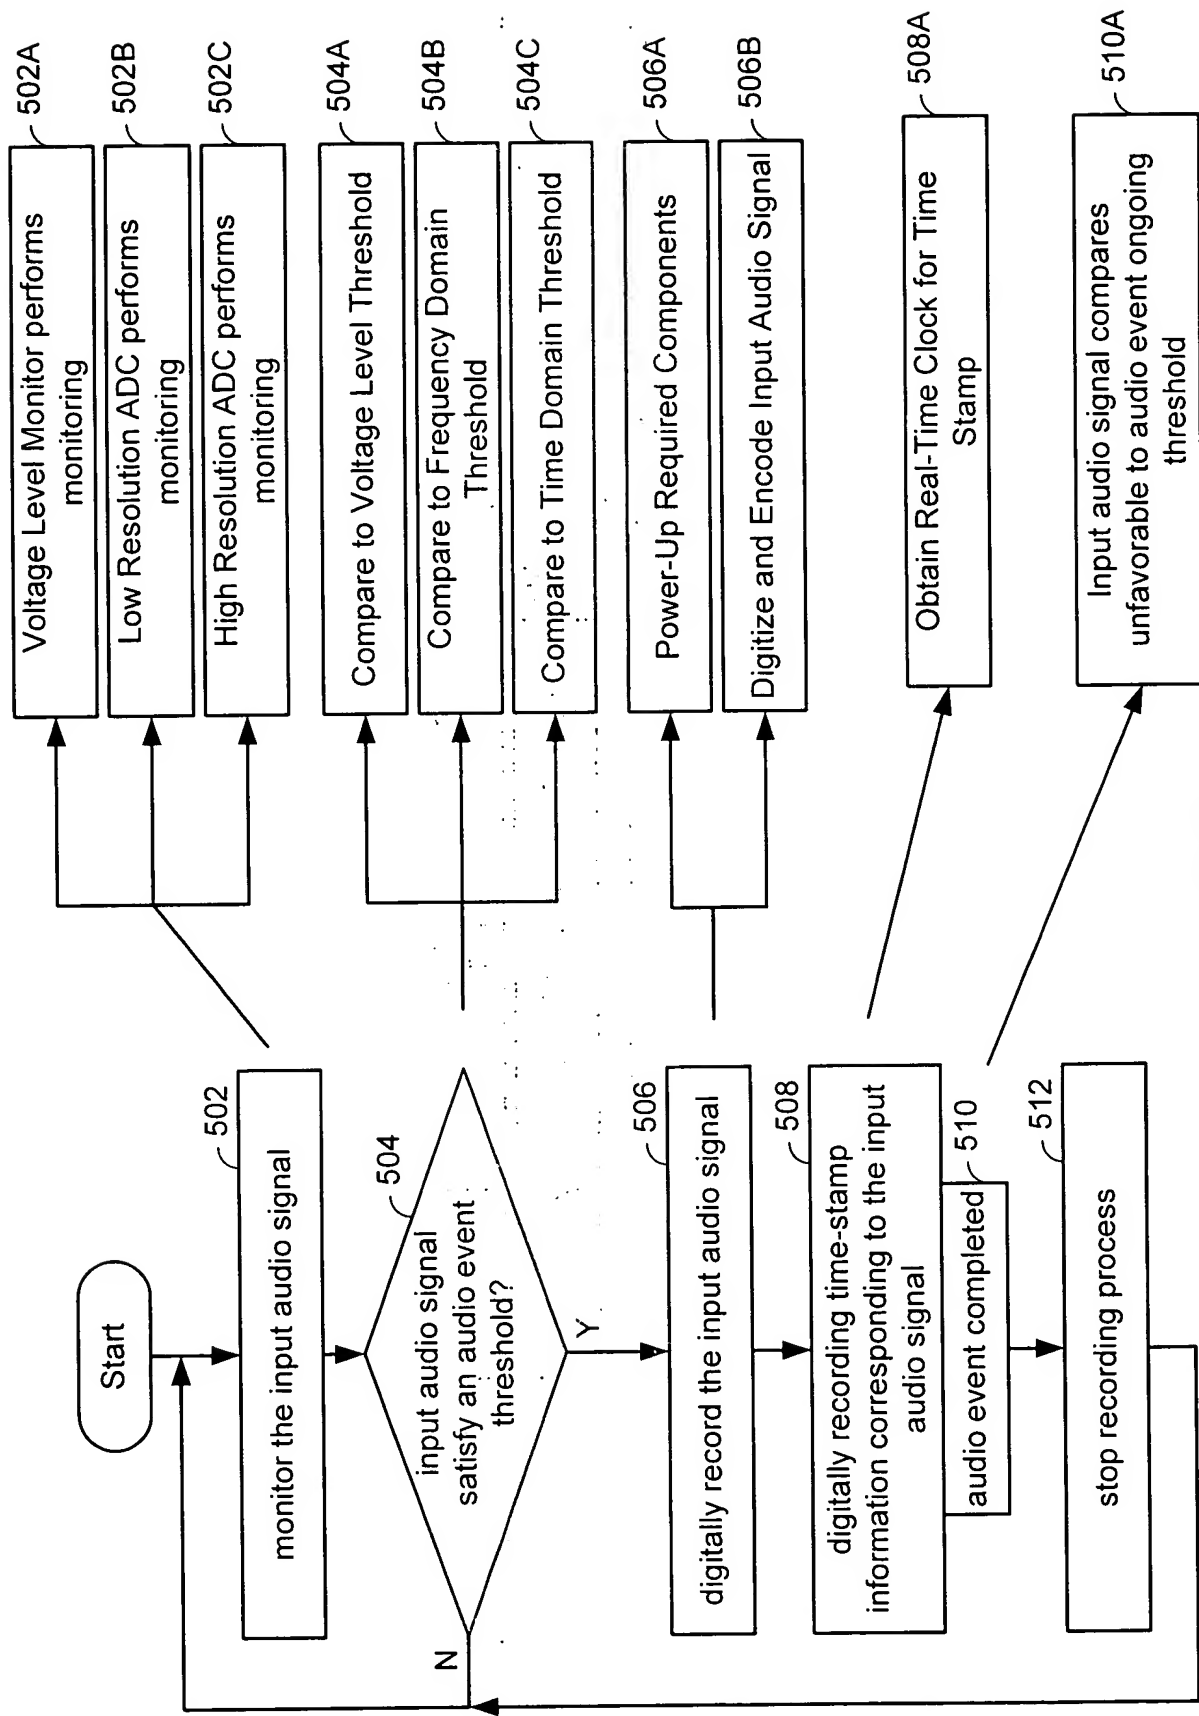 Start
502
monitor the input audio signal
504
input audio signal
satisfy an audio event
threshold?
N
Y
506
digitally record the input audio signal
508
digitally recording time-stamp
information corresponding to the input
audio signal
510
audio event completed
512
stop recording process
Voltage Level Monitor performs
monitoring
502A
Low Resolution ADC performs
monitoring
502B
High Resolution ADC performs
monitoring
502C
Compare to Voltage Level Threshold
504A
Compare to Frequency Domain
Threshold
504B
Compare to Time Domain Threshold
504C
Power-Up Required Components
506A
Digitize and Encode Input Audio Signal
506B
Obtain Real-Time Clock for Time
Stamp
508A
Input audio signal compares
unfavorable to audio event ongoing
threshold
510A